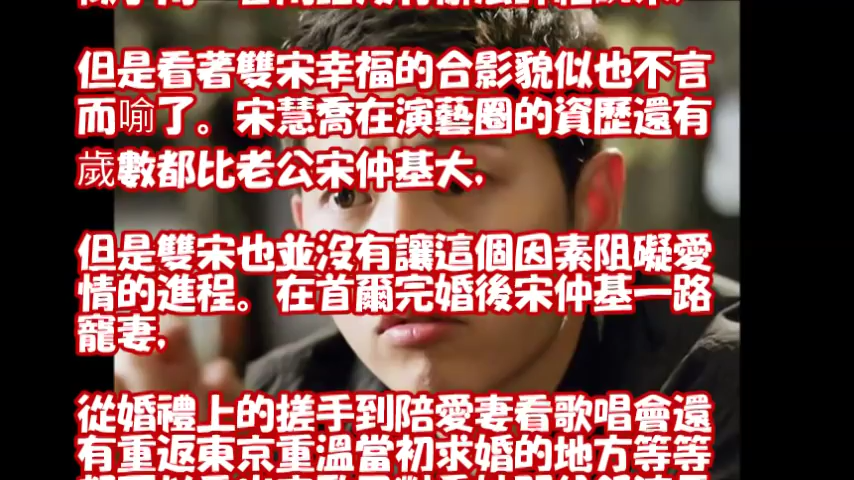 但是看著雙宋幸福的合影貌似也不言
而喻了。宋慧喬在演藝圈的資歷還有
歲數都比老公宋仲基大,
但是雙宋也並沒有讓這個因素阻礙愛
情的進程。在首爾完婚後宋仲基一路
寵妻,
從婚禮上的搓手到陪愛妻看歌唱會還
有重返東京重溫當初求婚的地方等等